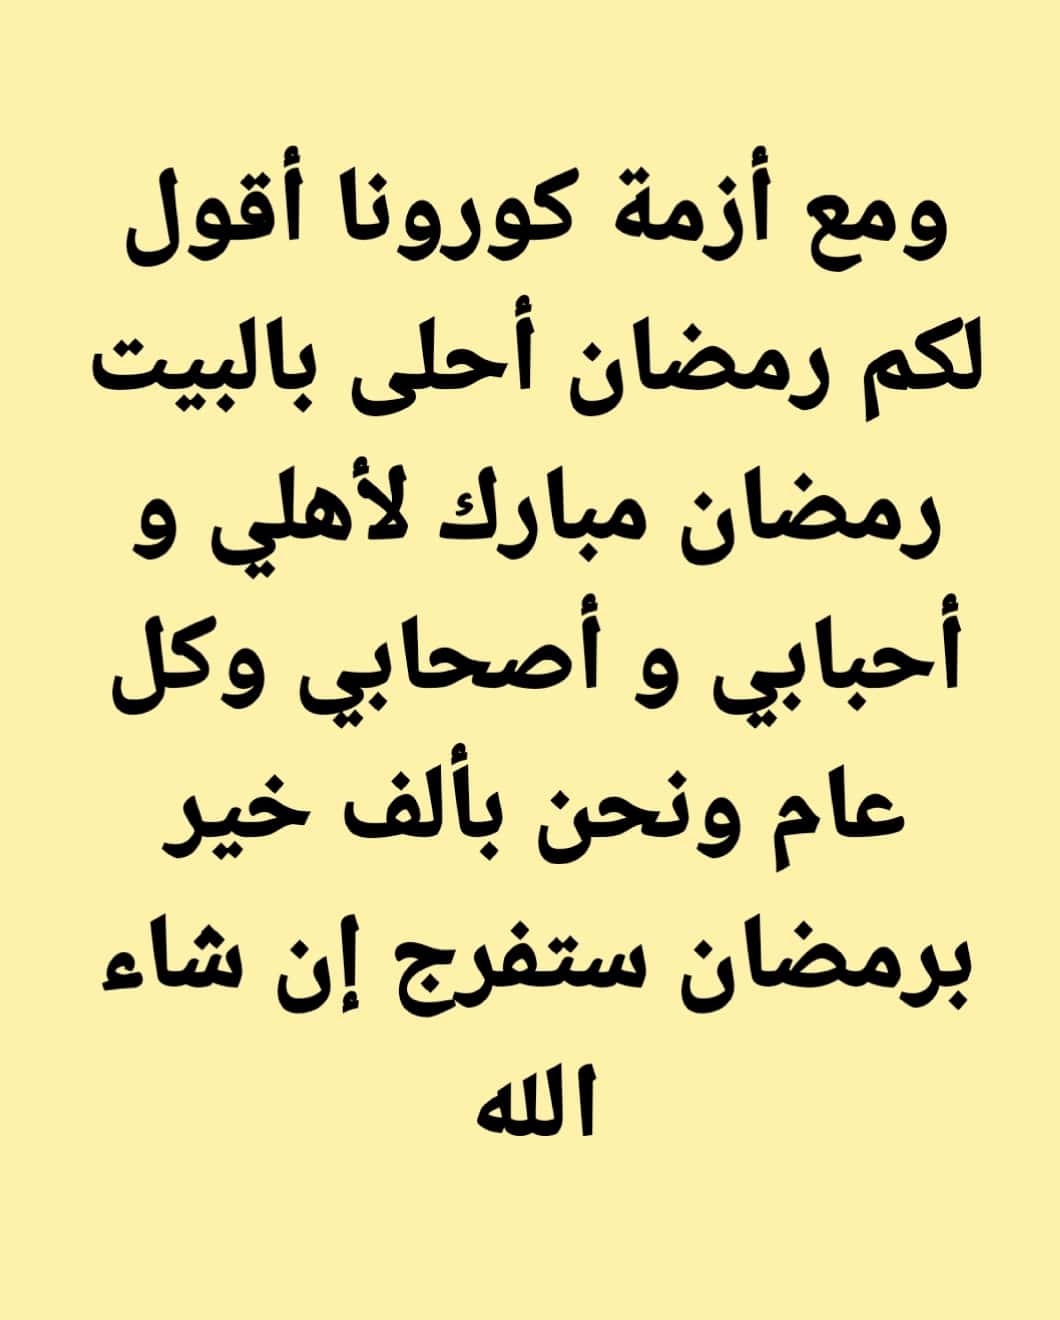 ومع أزمة كورونا أقول
لكم رمضان أحلى بالبيت
رمضان مبارك لأهلي و
أحبابي و أصحابي وكل
عام ونحن بألف خير
برمضان ستفرج إن شاء
الله